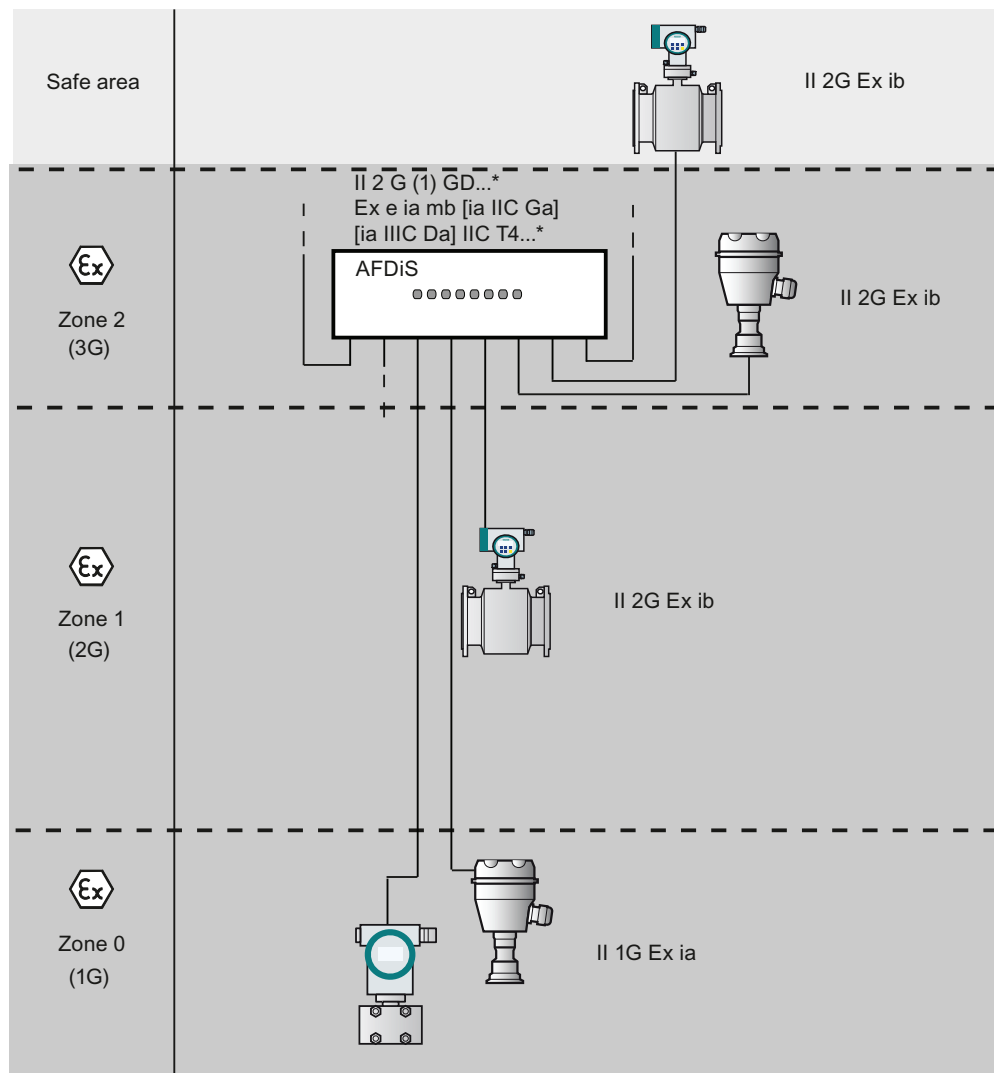 Safe area
II 2G Ex ib
II 2 G (1) GD...*
Ex e ia mb [ia IIC Ga]
[ia IIIC Da] IIC T4...*
AFDiS
Ex
Zone 2
(3G)
II 2G Ex ib
Ex
Zone 1
(2G)
II 2G Ex ib
Ex
Zone 0
(1G)
II 1G Ex ia